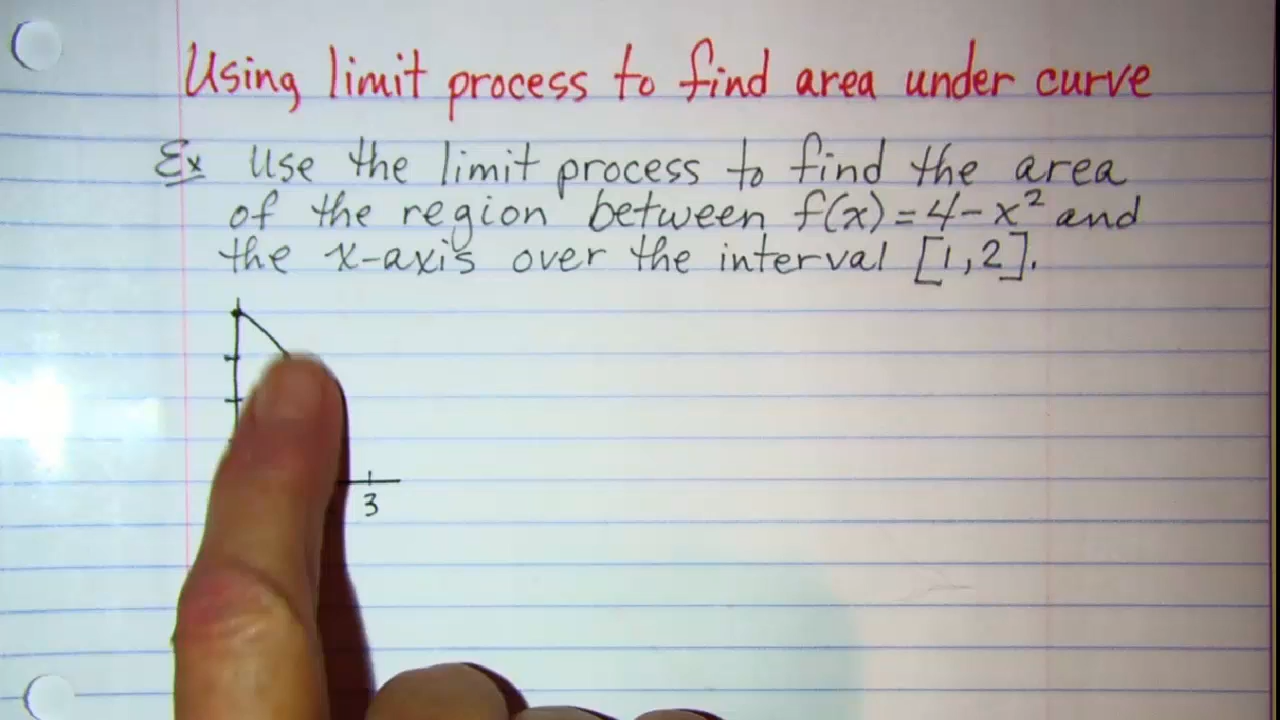 Using limit process to find area under curve
Ex Use the limit process to find the area
of the region between f(x)=4-x² and
the x-axis over the interval [1,2].
3